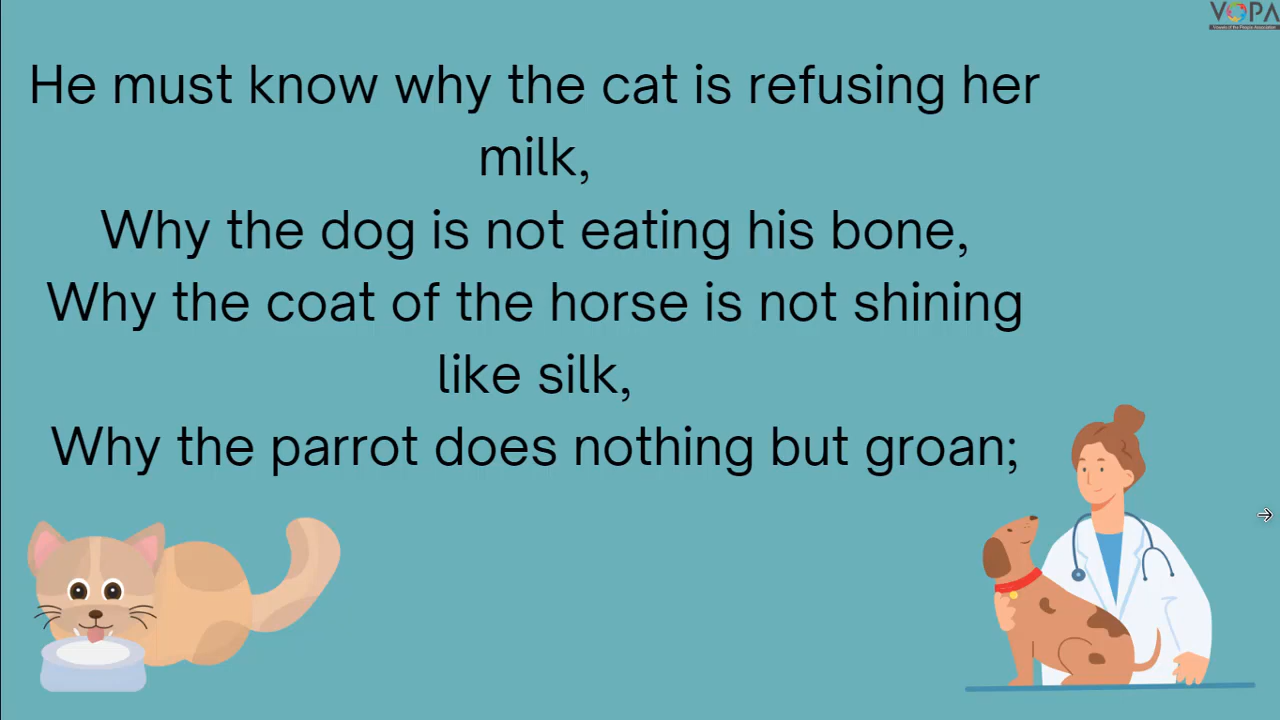 VOPA
He must know why the cat is refusing her
milk,
Why the dog is not eating his bone,
Why the coat of the horse is not shining
like silk,
Why the parrot does nothing but groan;